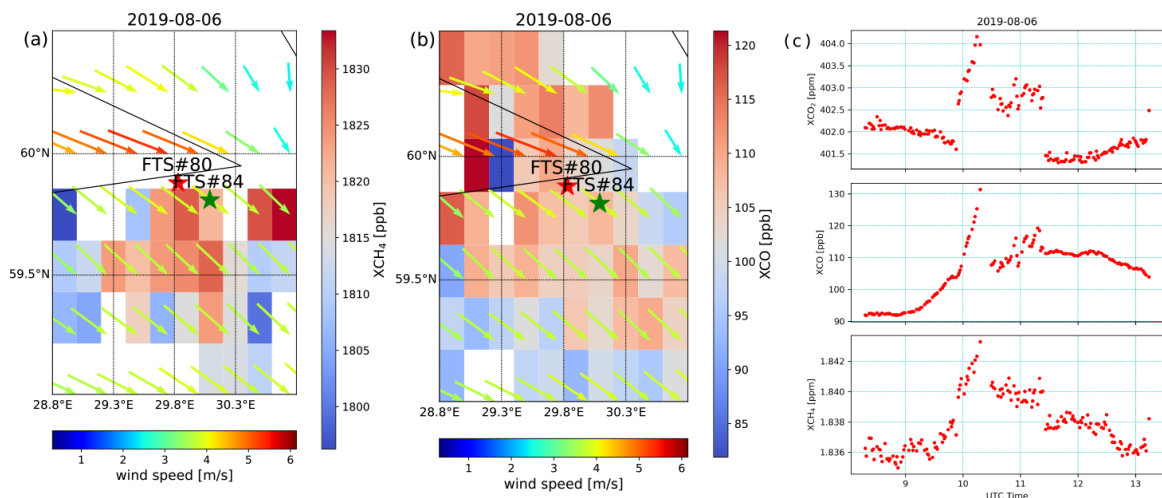 2019-08-06
(a)
60°N
59.5°N
28.8°E 29.3°E 29.8°E 30.3°E
FTS#80
TS#84
1830
1825
1820
1815
1810
1805
1800
XCH₄ [ppb]
1 2 3 4 5 6
wind speed [m/s]
2019-08-06
(b)
60°N
59.5°N
28.8°E 29.3°E 29.8°E 30.3°E
FTS#80
TS#84
120
115
110
105
100
95
90
85
XCO [ppb]
1 2 3 4 5 6
wind speed [m/s]
(c)
2019-08-06
404.0
403.5
403.0
402.5
402.0
401.5
XCO₂ [ppm]
130
120
110
100
90
XCO [ppb]
1.842
1.840
1.838
1.836
XCH₄ [ppm]
8 9 10 11 12 13
UTC Time